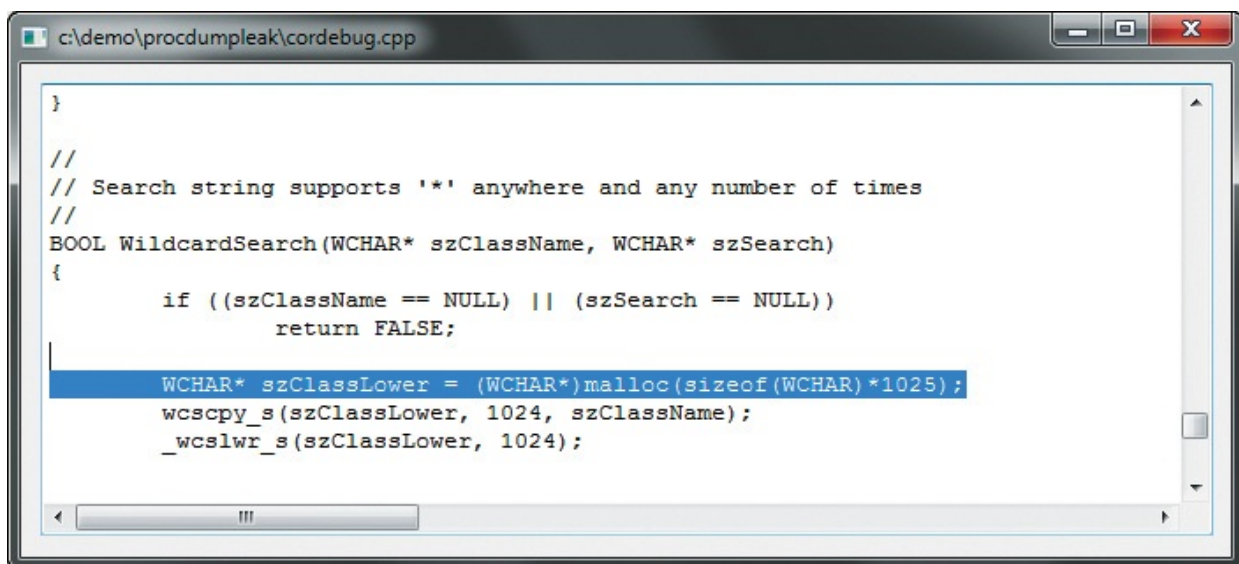 c:\demo\procdumpleak\cordebug.cpp
}
//
// Search string supports '*' anywhere and any number of times
//
BOOL WildcardSearch(WCHAR* szClassName, WCHAR* szSearch)
{
        if ((szClassName == NULL) || (szSearch == NULL))
                return FALSE;
        WCHAR* szClassLower = (WCHAR*)malloc(sizeof(WCHAR)*1025);
        wcscpy_s(szClassLower, 1024, szClassName);
        _wcslwr_s(szClassLower, 1024);